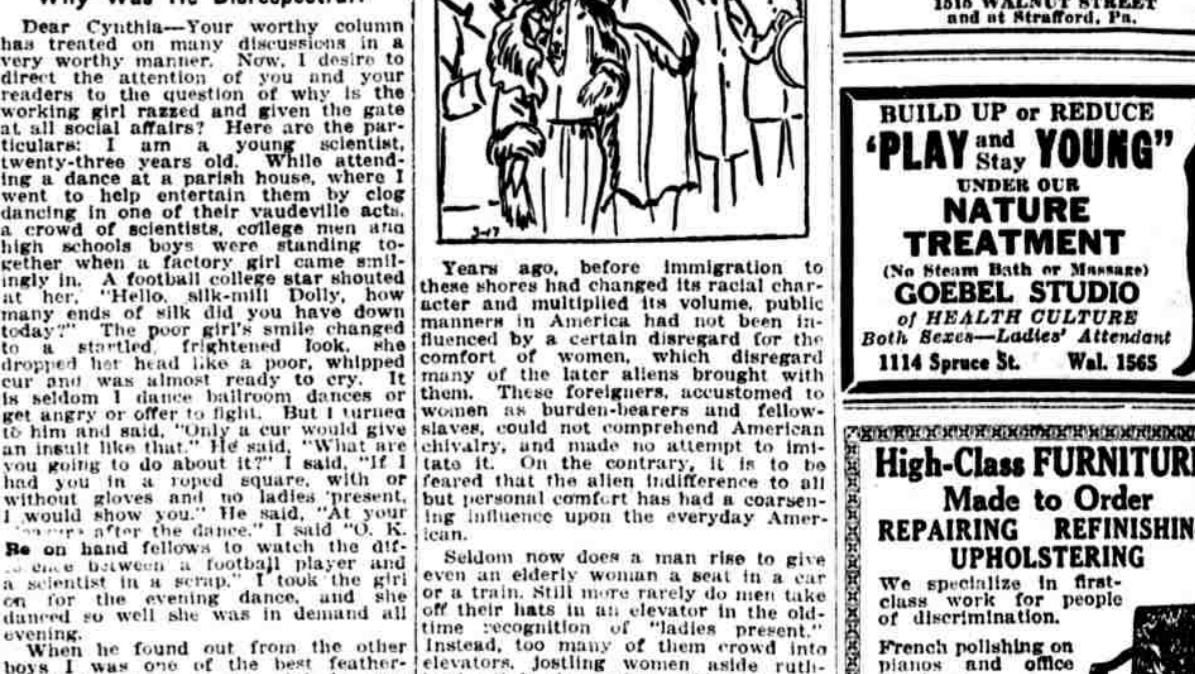 Dear Cynthia—Your worthy column
has treated on many discussions in a
very worthy manner. Now, I desire to
direct the attention of you and your
readers to the question of why is the
working girl razzed and given the gate
at all social affairs? Here are the par-
ticulars: I am a young scientist,
twenty-three years old. While attend-
ing a dance at a parish house, where I
went to help entertain them by clog
dancing in one of their vaudeville acts,
a crowd of scientists, college men and
high schools boys were standing to-
gether when a factory girl came smil-
ingly in. A football college star shouted
at her, "Hello, silk-mill Dolly, how
many ends of silk did you have down
today?" The poor girl's smile changed
to a startled, frightened look, she
dropped her head like a poor, whipped
cur and was almost ready to cry. It
is seldom I dance ballroom dances or
get angry or offer to fight. But I turned
to him and said, "Only a cur would give
an insult like that." He said, "What are
you going to do about it?" I said, "If I
had you in a roped square, with or
without gloves and no ladies 'present,
I would show you." He said, "At your
after the dance." I said "O. K.
Be on hand fellows to watch the dif-
between a football player and
a scientist in a scrap." I took the girl
on for the evening dance, and she
danced so well she was in demand all
evening.
When he found out from the other
boys I was one of the best feather-
3-17
Years ago, before immigration to
these shores had changed its racial char-
acter and multiplied its volume, public
manners in America had not been in-
fluenced by a certain disregard for the
comfort of women, which disregard
many of the later aliens brought with
them. These foreigners, accustomed to
women as burden-bearers and fellow-
slaves, could not comprehend American
chivalry, and made no attempt to imi-
tate it. On the contrary, it is to be
feared that the alien indifference to all
but personal comfort has had a coarsen-
ing influence upon the everyday Amer-
ican.
Seldom now does a man rise to give
even an elderly woman a seat in a car
or a train. Still more rarely do men take
off their hats in an elevator in the old-
time recognition of "ladies present."
Instead, too many of them crowd into
elevators, jostling women aside ruth-
1515 WALNUT STREET
and at Strafford, Pa.
BUILD UP or REDUCE
'PLAY and Stay YOUNG"
UNDER OUR
NATURE
TREATMENT
(No Steam Bath or Massage)
GOEBEL STUDIO
of HEALTH CULTURE
Both Sexes—Ladies' Attendant
1114 Spruce St. Wal. 1565
High-Class FURNITUR
Made to Order
REPAIRING REFINISHIN
UPHOLSTERING
We specialize in first-
class work for people
of discrimination.
French polishing on
pianos and office